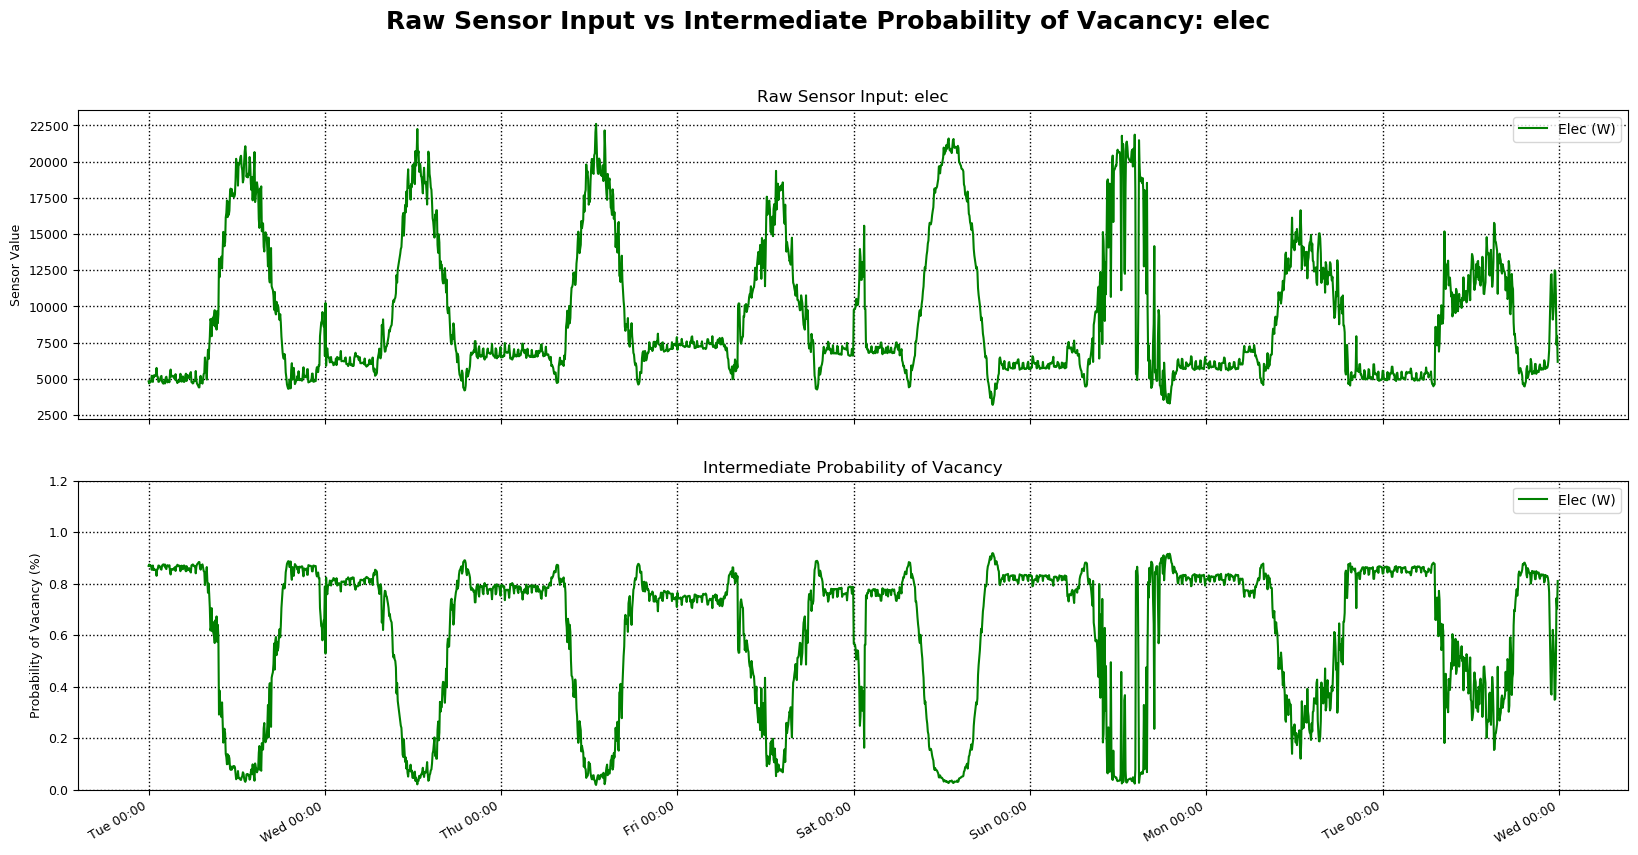 Raw Sensor Input vs Intermediate Probability of Vacancy: elec
Raw Sensor Input: elec
Sensor Value
22500
20000
17500
15000
12500
10000
7500
5000
2500
Elec (W)
Intermediate Probability of Vacancy
Probability of Vacancy (%)
1.2
1.0
0.8
0.6
0.4
0.2
0.0
Elec (W)
Tue 00:00
Wed 00:00
Thu 00:00
Fri 00:00
Sat 00:00
Sun 00:00
Mon 00:00
Tue 00:00
Wed 00:00